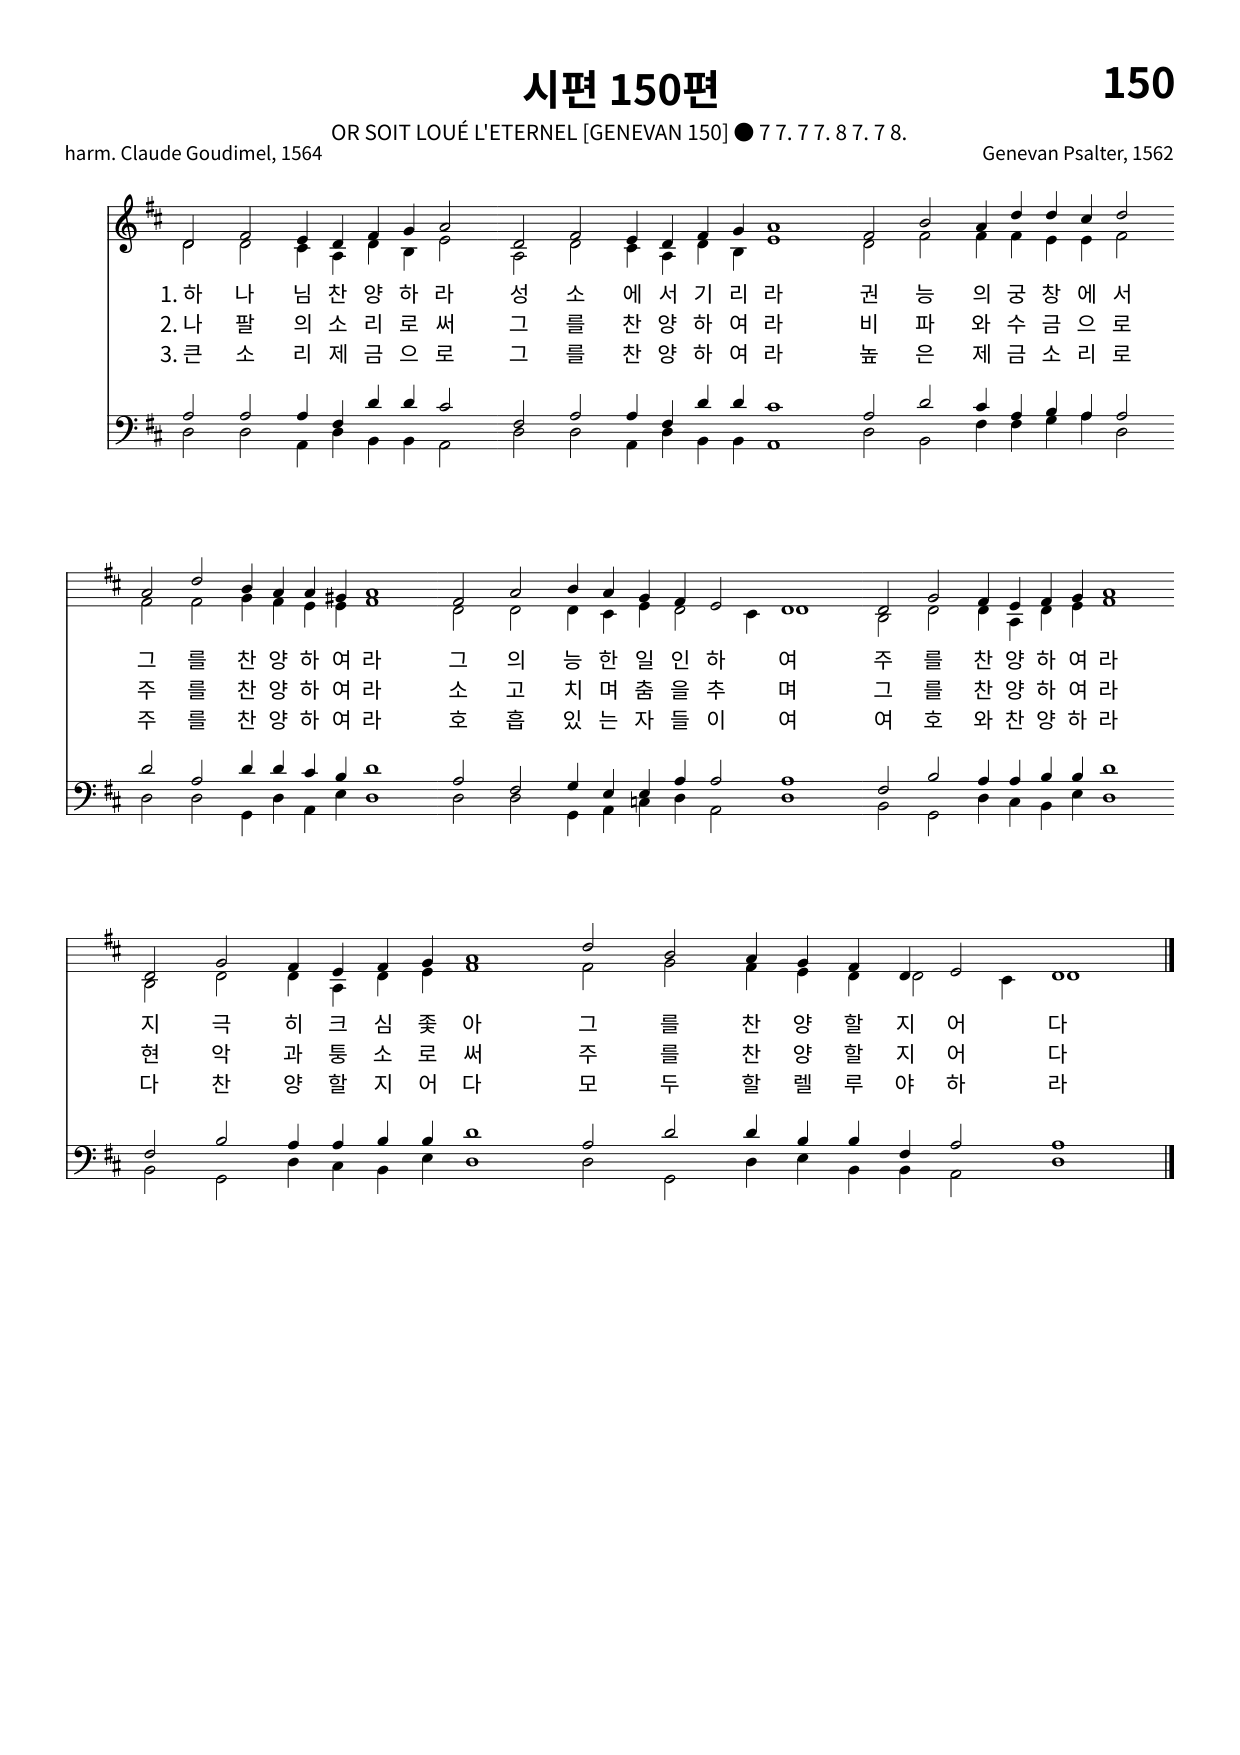 시편 150편
150
OR SOIT LOUÉ L'ETERNEL [GENEVAN 150] ● 7 7. 7 7. 8 7. 7 8.
harm. Claude Goudimel, 1564
Genevan Psalter, 1562
1. 하 나 님 찬 양 하 라 성 소 에 서 기 리 라 권 능 의 궁 창 에 서
2. 나 팔 의 소 리 로 써 그 를 찬 양 하 여 라 비 파 와 수 금 으 로
3. 큰 소 리 제 금 으 로 그 를 찬 양 하 여 라 높 은 제 금 소 리 로
그 를 찬 양 하 여 라 그 의 능 한 일 인 하 여 주 를 찬 양 하 여 라
주 를 찬 양 하 여 라 소 고 치 며 춤 을 추 며 그 를 찬 양 하 여 라
주 를 찬 양 하 여 라 호 흡 있 는 자 들 이 여 여 호 와 찬 양 하 라
지 극 히 크 심 좇 아 그 를 찬 양 할 지 어 다
현 악 과 퉁 소 로 써 주 를 찬 양 할 지 어 다
다 찬 양 할 지 어 다 모 두 할 렐 루 야 하 라